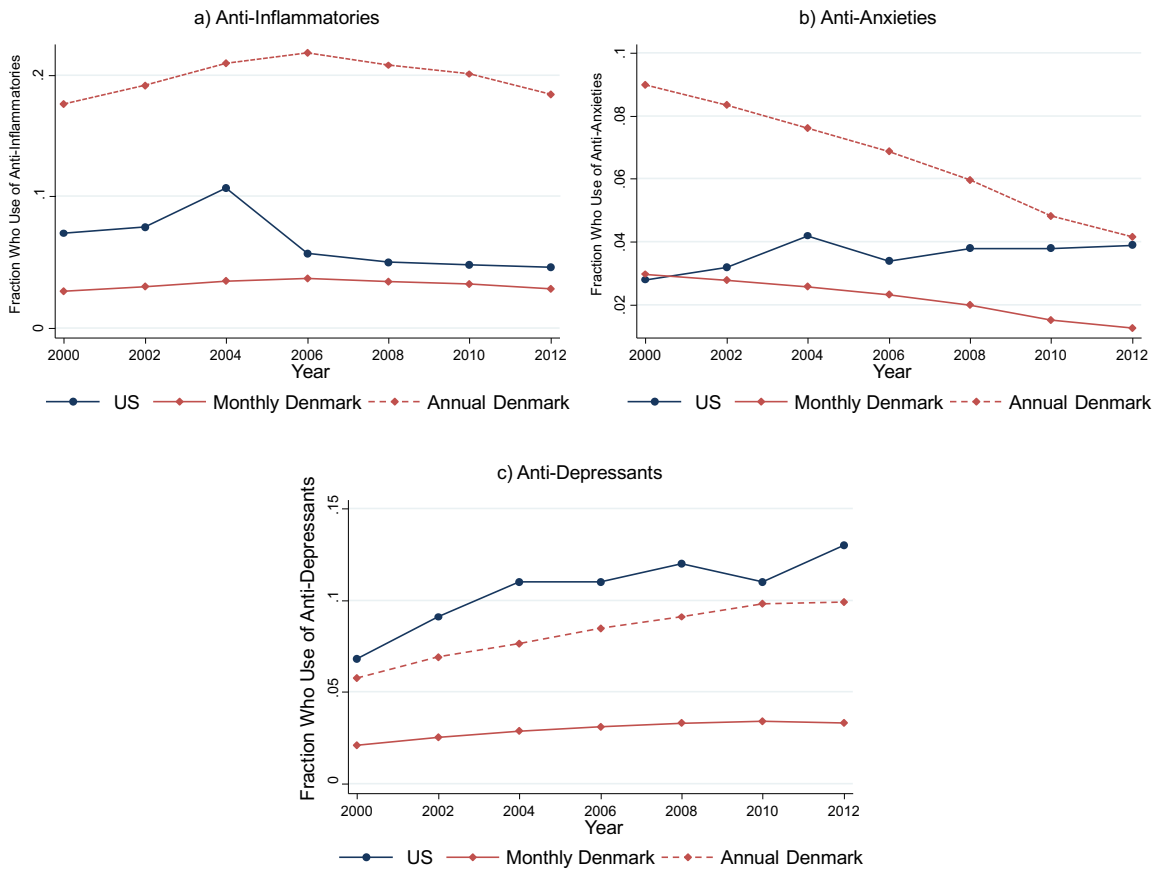 a) Anti-Inflammatories
Fraction Who Use of Anti-Inflammatories
.2
.1
0
2000 2002 2004 2006 2008 2010 2012
Year
US Monthly Denmark Annual Denmark
b) Anti-Anxieties
Fraction Who Use of Anti-Anxieties
.1
.08
.06
.04
.02
2000 2002 2004 2006 2008 2010 2012
Year
US Monthly Denmark Annual Denmark
c) Anti-Depressants
Fraction Who Use of Anti-Depressants
.15
.1
.05
0
2000 2002 2004 2006 2008 2010 2012
Year
US Monthly Denmark Annual Denmark